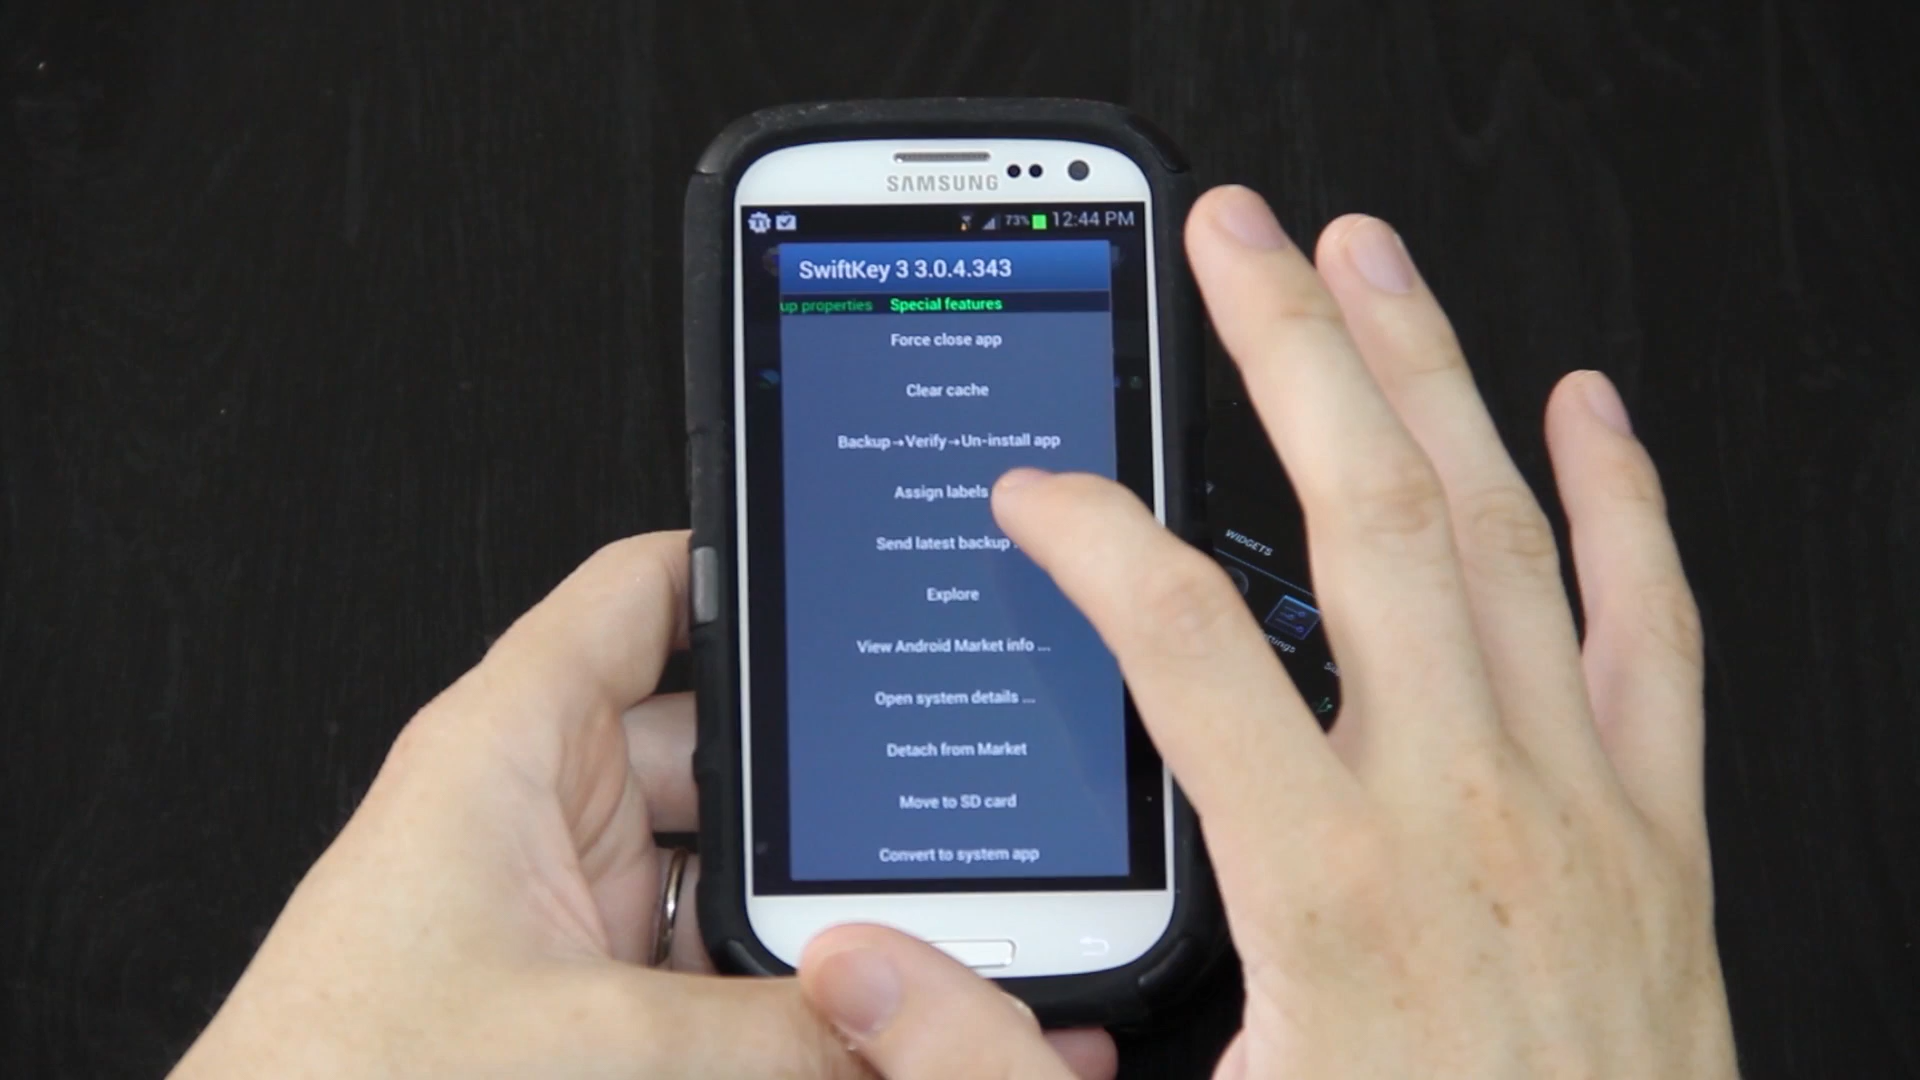 SAMSUNG
73% 12:44 PM
SwiftKey 3 3.0.4.343
up properties Special features
Force close app
Clear cache
Backup→Verify→Un-install app
Assign labels
Send latest backup
Explore
View Android Market info ...
Open system details ...
Detach from Market
Move to SD card
Convert to system app
WIDGETS